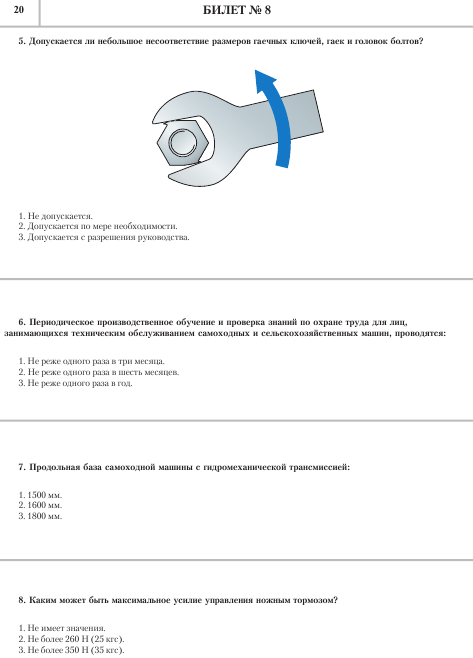 20
БИЛЕТ № 8
5. Допускается ли небольшое несоответствие размеров гаечных ключей, гаек и головок болтов?
1. Не допускается.
2. Допускается по мере необходимости.
3. Допускается с разрешения руководства.
6. Периодическое производственное обучение и проверка знаний по охране труда для лиц,
занимающихся техническим обслуживанием самоходных и сельскохозяйственных машин, проводятся:
1. Не реже одного раза в три месяца.
2. Не реже одного раза в шесть месяцев.
3. Не реже одного раза в год.
7. Продольная база самоходной машины с гидромеханической трансмиссией:
1. 1500 мм.
2. 1600 мм.
3. 1800 мм.
8. Каким может быть максимальное усилие управления ножным тормозом?
1. Не имеет значения.
2. Не более 260 Н (25 кгс).
3. Не более 350 Н (35 кгс).